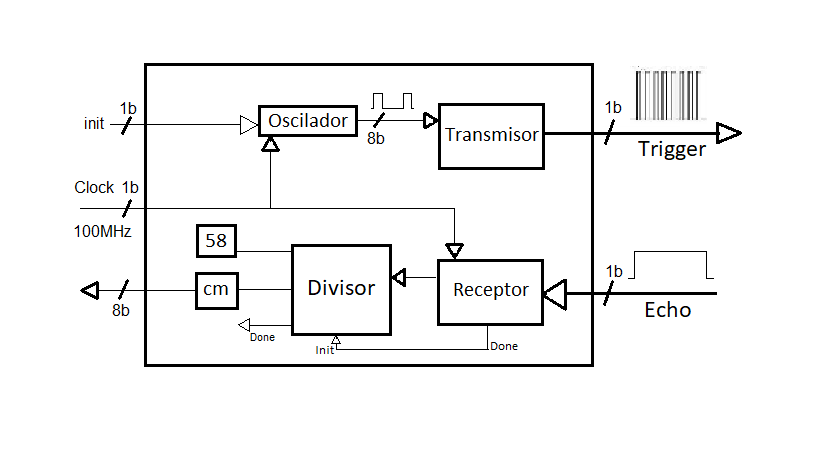 1b
init
Oscilador
8b
Transmisor
1b
Trigger
Clock 1b
100MHz
58
cm
Divisor
Receptor
1b
Echo
8b
Done
Init
Done